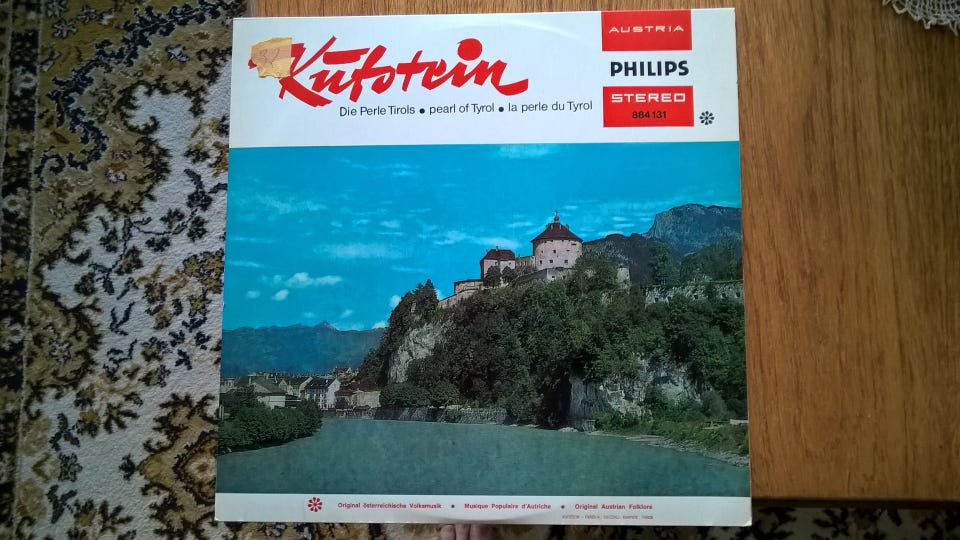 Kufstein
Die Perle Tirols ● pearl of Tyrol ● la perle du Tyrol
AUSTRIA
PHILIPS
STEREO
884 131
Original österreichische Volksmusik ● Musique Populaire d'Autriche ● Original Austrian Folklore